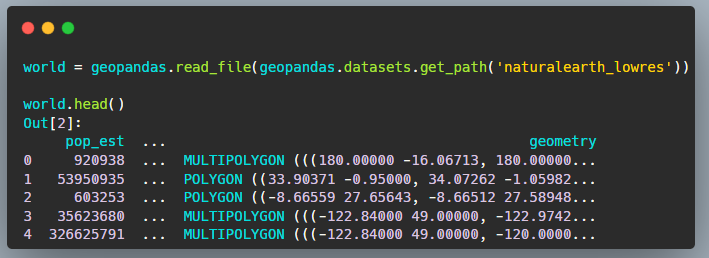 world = geopandas.read_file(geopandas.datasets.get_path('naturalearth_lowres'))
world.head()
Out[2]:
pop_est ... geometry
0 920938 ... MULTIPOLYGON (((180.00000 -16.06713, 180.00000...
1 53950935 ... POLYGON ((33.90371 -0.95000, 34.07262 -1.05982...
2 603253 ... POLYGON ((-8.66559 27.65643, -8.66512 27.58948...
3 35623680 ... MULTIPOLYGON (((-122.84000 49.00000, -122.9742...
4 326625791 ... MULTIPOLYGON (((-122.84000 49.00000, -120.0000...